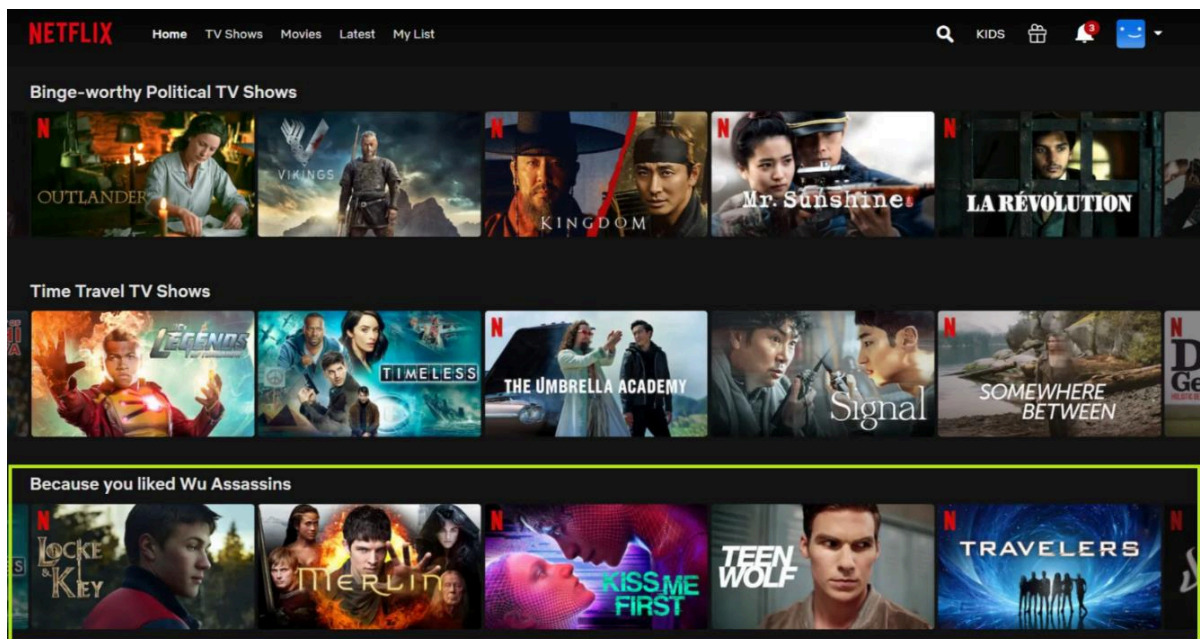 NETFLIX Home TV Shows Movies Latest My List KIDS 3
Binge-worthy Political TV Shows
N
OUTLANDER
VIKINGS
N
KINGDOM
N
Mr. Sunshine
N
LA RÉVOLUTION
Time Travel TV Shows
LEGENDS
TIMELESS
N
THE UMBRELLA ACADEMY
Signal
N
SOMEWHERE
BETWEEN
N
Because you liked Wu Assassins
N
LOCKE
& KEY
MERLIN
N
KISS ME
FIRST
TEEN
WOLF
N
TRAVELERS
N